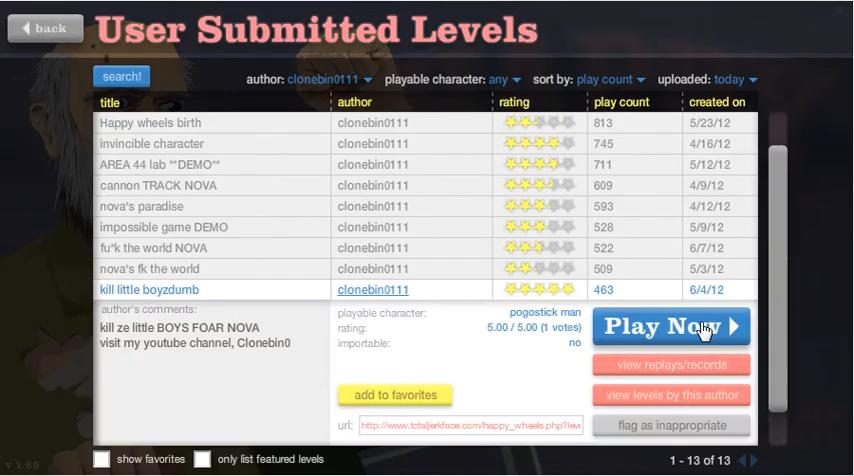 back
User Submitted Levels
search!
author: clonebin0111 playable character: any sort by: play count uploaded: today
title author rating play count created on
Happy wheels birth clonebin0111 813 5/23/12
invincible character clonebin0111 745 4/16/12
AREA 44 lab **DEMO** clonebin0111 711 5/12/12
cannon TRACK NOVA clonebin0111 609 4/9/12
nova's paradise clonebin0111 593 4/12/12
impossible game DEMO clonebin0111 528 5/9/12
fu*k the world NOVA clonebin0111 522 6/7/12
nova's fk the world clonebin0111 509 5/3/12
kill little boyzdumb clonebin0111 463 6/4/12
author's comments:
kill ze little BOYS FOAR NOVA
visit my youtube channel, Clonebin0
playable character: pogostick man
rating: 5.00 / 5.00 (1 votes)
importable: no
Play Now
view replays/records
add to favorites
view levels by this author
url: http://www.totaljerkface.com/happy_wheels.php?lev
flag as inappropriate
show favorites only list featured levels
1 - 13 of 13
v 1.65